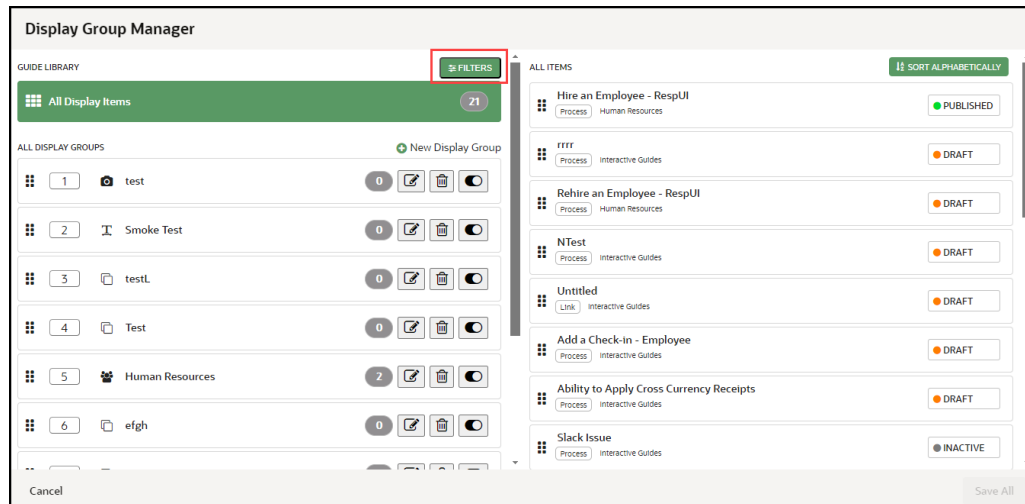 Display Group Manager
GUIDE LIBRARY
FILTERS
All Display Items
21
ALL DISPLAY GROUPS
New Display Group
1
test
0
2
Smoke Test
0
3
testL
0
4
Test
0
5
Human Resources
2
6
efgh
0
ALL ITEMS
SORT ALPHABETICALLY
Hire an Employee - RespUI
Process Human Resources
PUBLISHED
rrrr
Process Interactive Guides
DRAFT
Rehire an Employee - RespUI
Process Human Resources
DRAFT
NTest
Process Interactive Guides
DRAFT
Untitled
Link Interactive Guides
DRAFT
Add a Check-in - Employee
Process Interactive Guides
DRAFT
Ability to Apply Cross Currency Receipts
Process Interactive Guides
DRAFT
Slack Issue
Process Interactive Guides
INACTIVE
Cancel
Save All